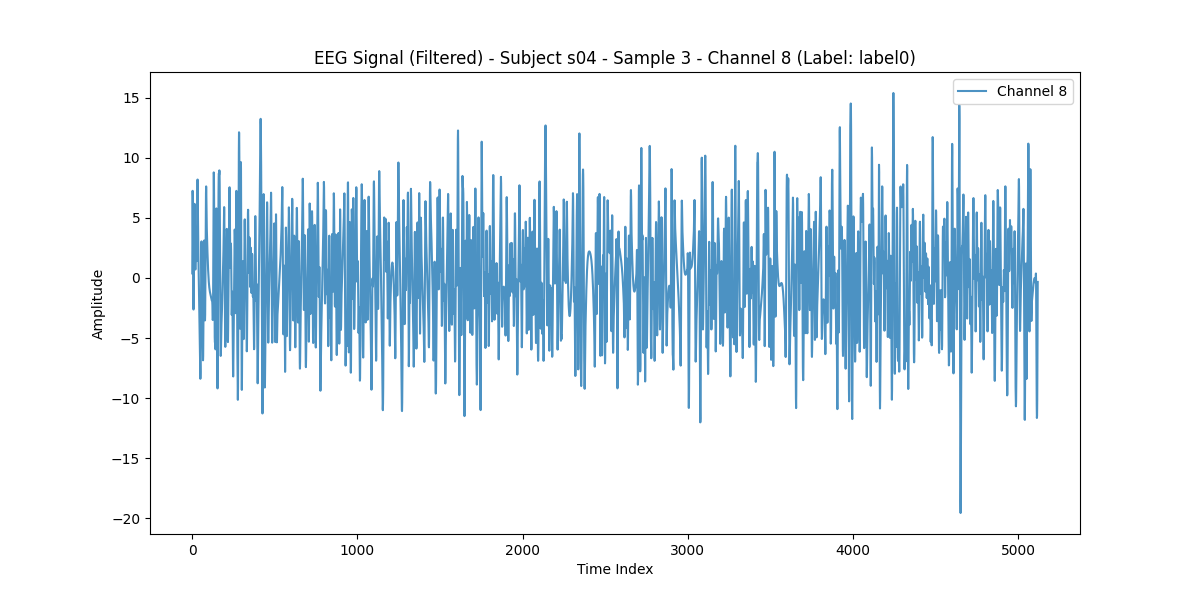 EEG Signal (Filtered) - Subject s04 - Sample 3 - Channel 8 (Label: label0)
Channel 8
15
10
5
0
−5
−10
−15
−20
Amplitude
0 1000 2000 3000 4000 5000
Time Index